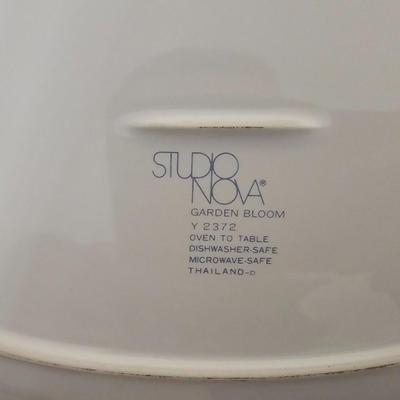 STUDIO
NOVA®
GARDEN BLOOM
Y 2372
OVEN TO TABLE
DISHWASHER-SAFE
MICROWAVE-SAFE
THAILAND-D